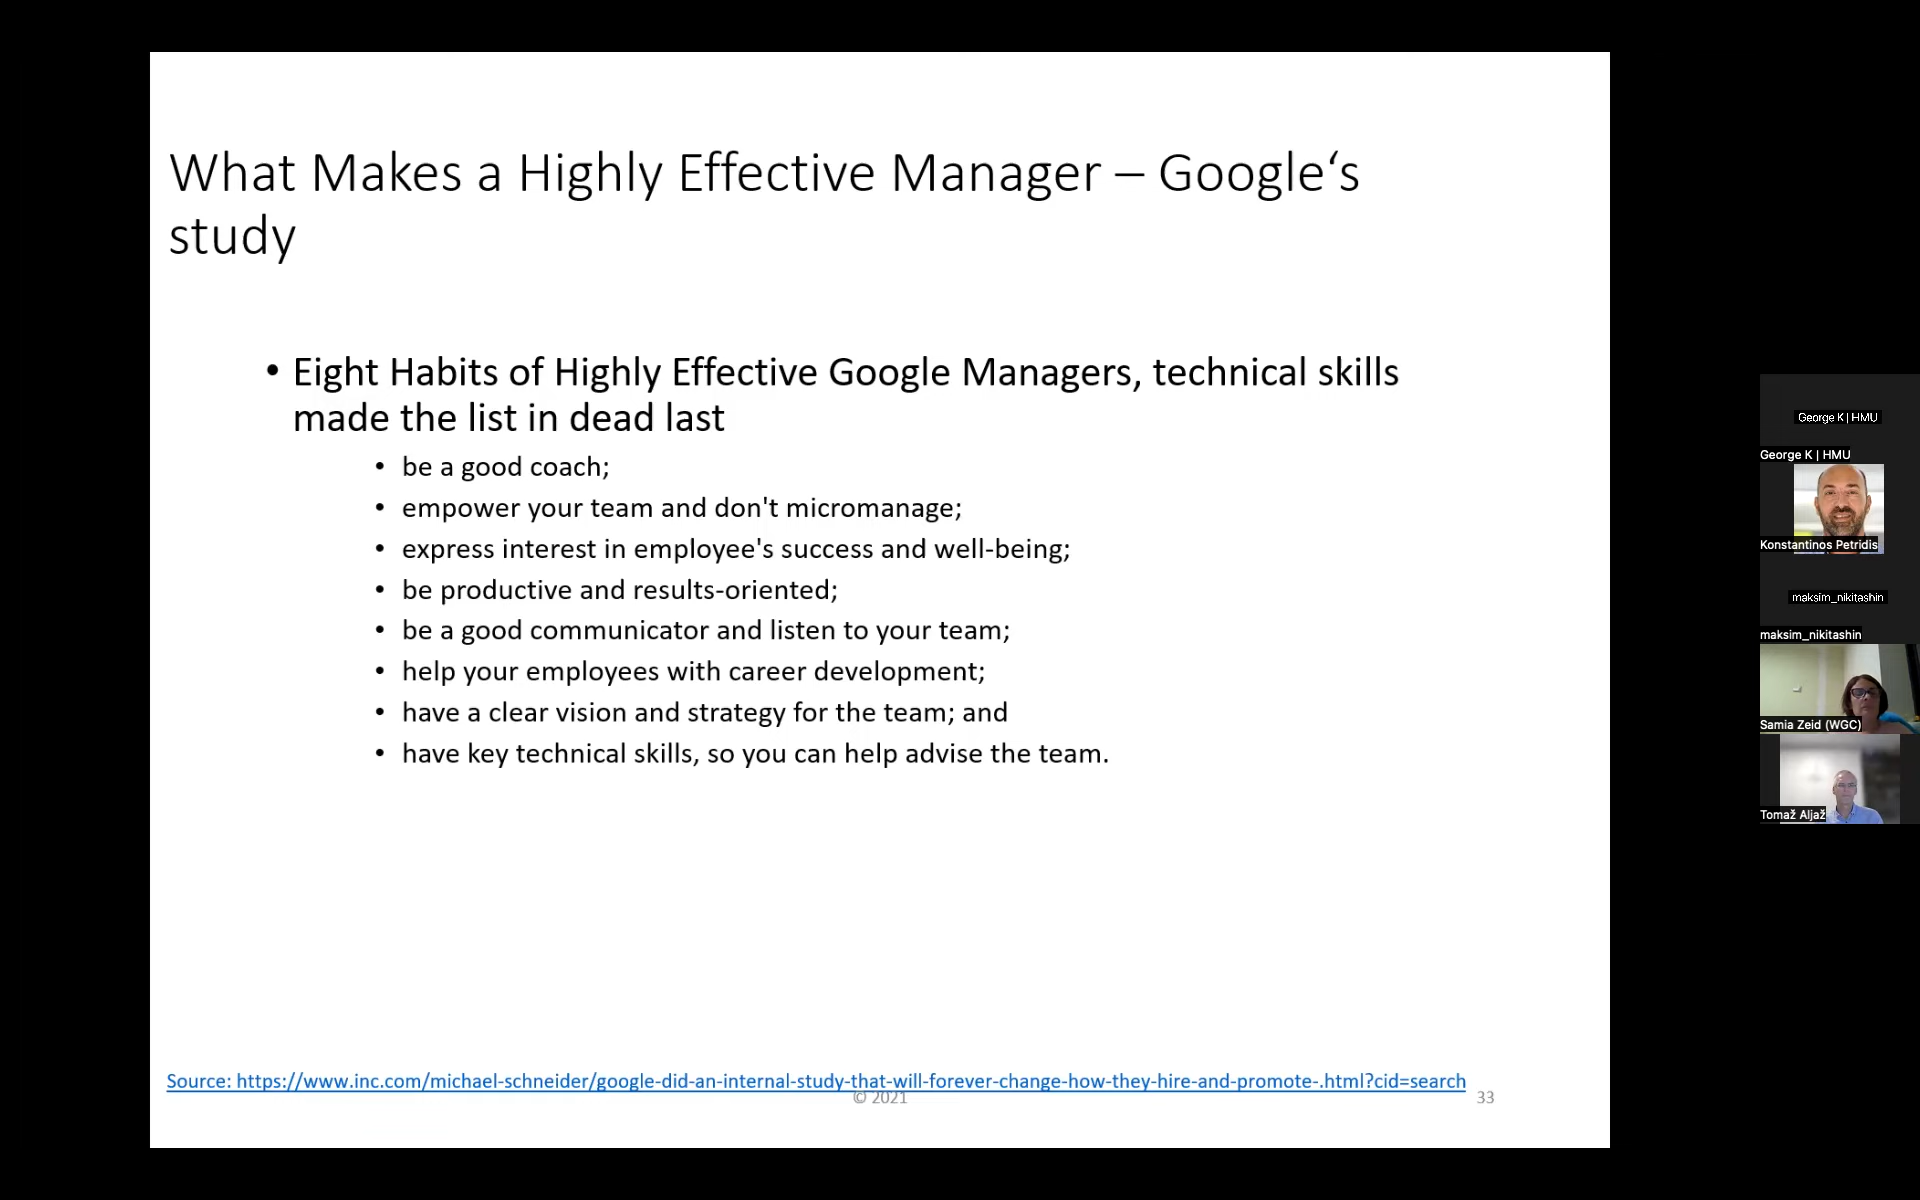 What Makes a Highly Effective Manager – Google‘s
study
• Eight Habits of Highly Effective Google Managers, technical skills
made the list in dead last
• be a good coach;
• empower your team and don't micromanage;
• express interest in employee's success and well-being;
• be productive and results-oriented;
• be a good communicator and listen to your team;
• help your employees with career development;
• have a clear vision and strategy for the team; and
• have key technical skills, so you can help advise the team.
Source: https://www.inc.com/michael-schneider/google-did-an-internal-study-that-will-forever-change-how-they-hire-and-promote-.html?cid=search
© 2021
33
George K | HMU
George K | HMU
Konstantinos Petridis
maksim_nikitashin
maksim_nikitashin
Samia Zeid (WGC)
Tomaž Aljaž